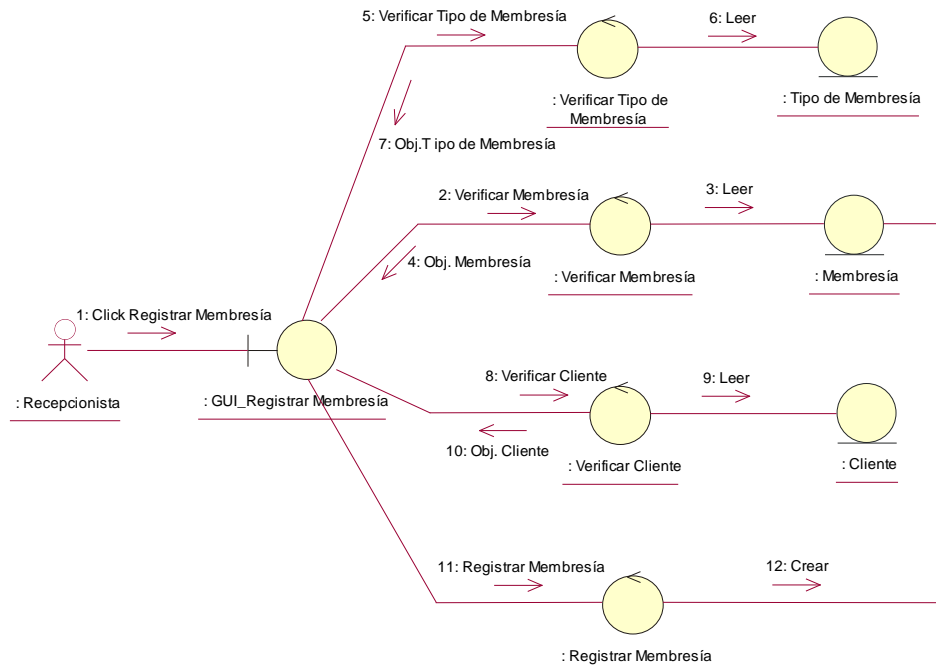 5: Verificar Tipo de Membresía
6: Leer
: Verificar Tipo de
Membresía
: Tipo de Membresía
7: Obj.T ipo de Membresía
2: Verificar Membresía
3: Leer
4: Obj. Membresía
: Verificar Membresía
: Membresía
1: Click Registrar Membresía
: Recepcionista
: GUI_Registrar Membresía
8: Verificar Cliente
9: Leer
10: Obj. Cliente
: Verificar Cliente
: Cliente
11: Registrar Membresía
12: Crear
: Registrar Membresía